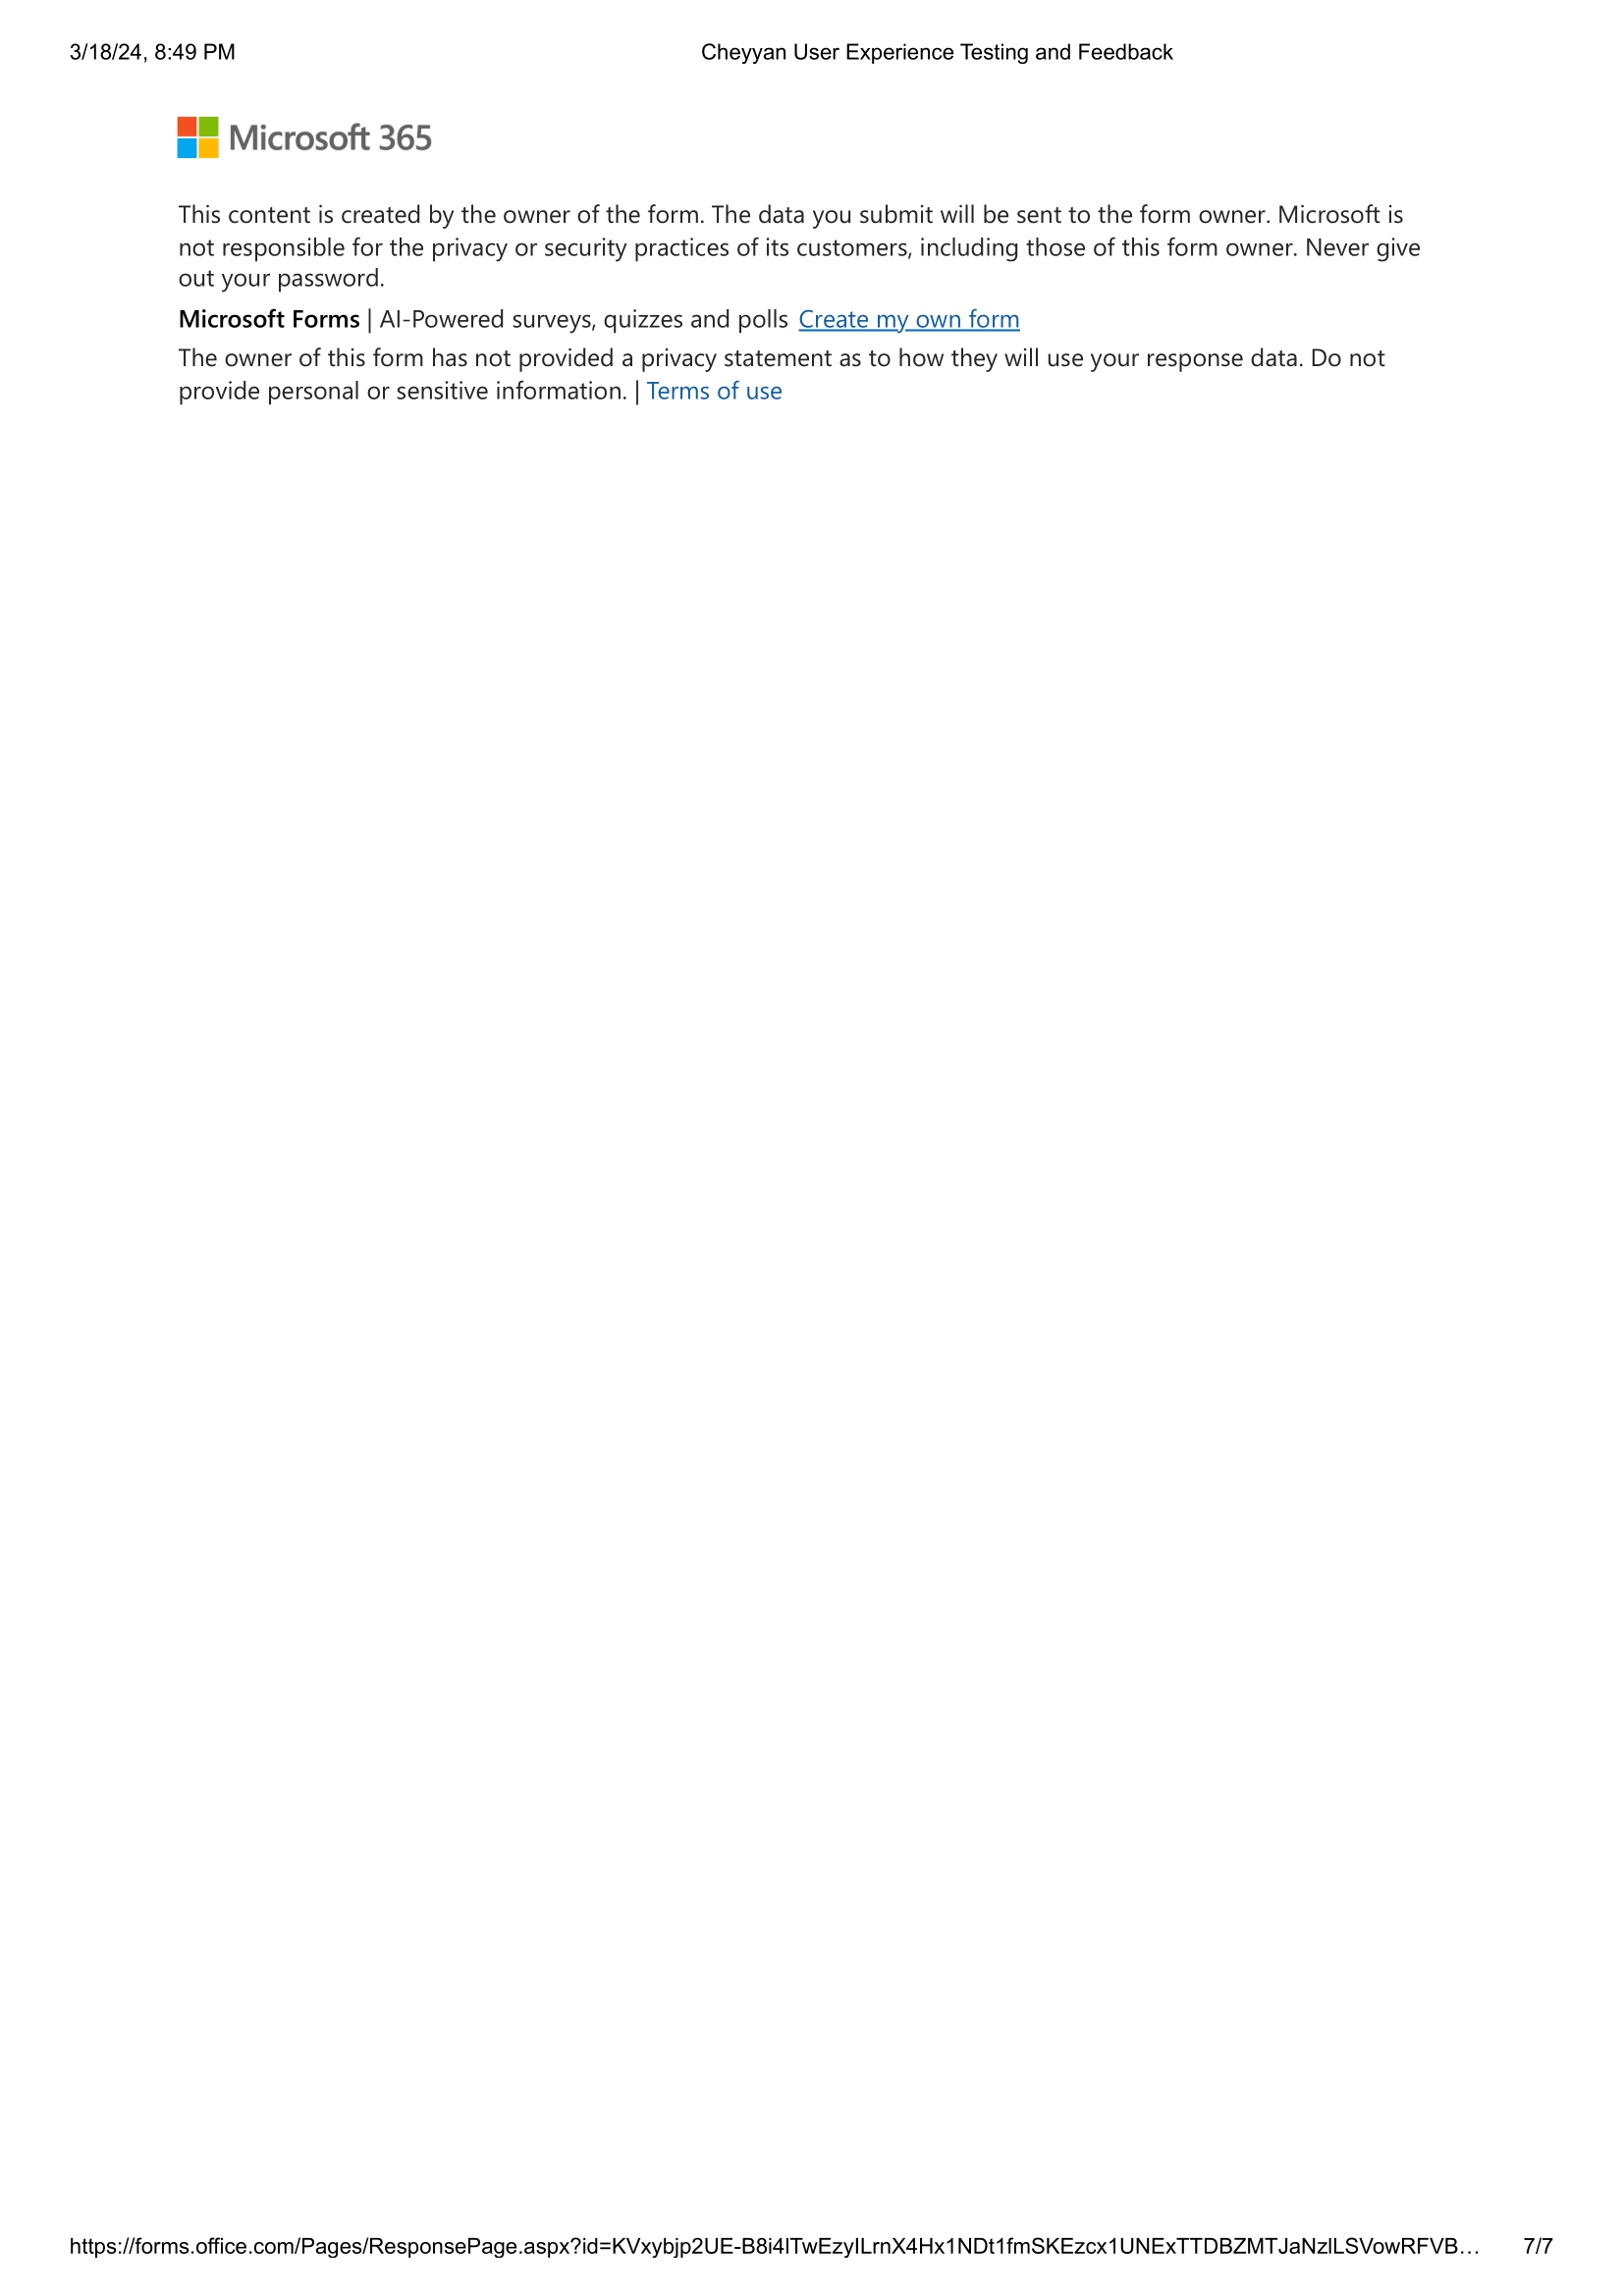 3/18/24, 8:49 PM
Cheyyan User Experience Testing and Feedback
Microsoft 365
This content is created by the owner of the form. The data you submit will be sent to the form owner. Microsoft is
not responsible for the privacy or security practices of its customers, including those of this form owner. Never give
out your password.
Microsoft Forms | AI-Powered surveys, quizzes and polls Create my own form
The owner of this form has not provided a privacy statement as to how they will use your response data. Do not
provide personal or sensitive information. | Terms of use
https://forms.office.com/Pages/ResponsePage.aspx?id=KVxybjp2UE-B8i4lTwEzyILrnX4Hx1NDt1fmSKEzcx1UNExTTDBZMTJaNzlLSVowRFVB…
7/7